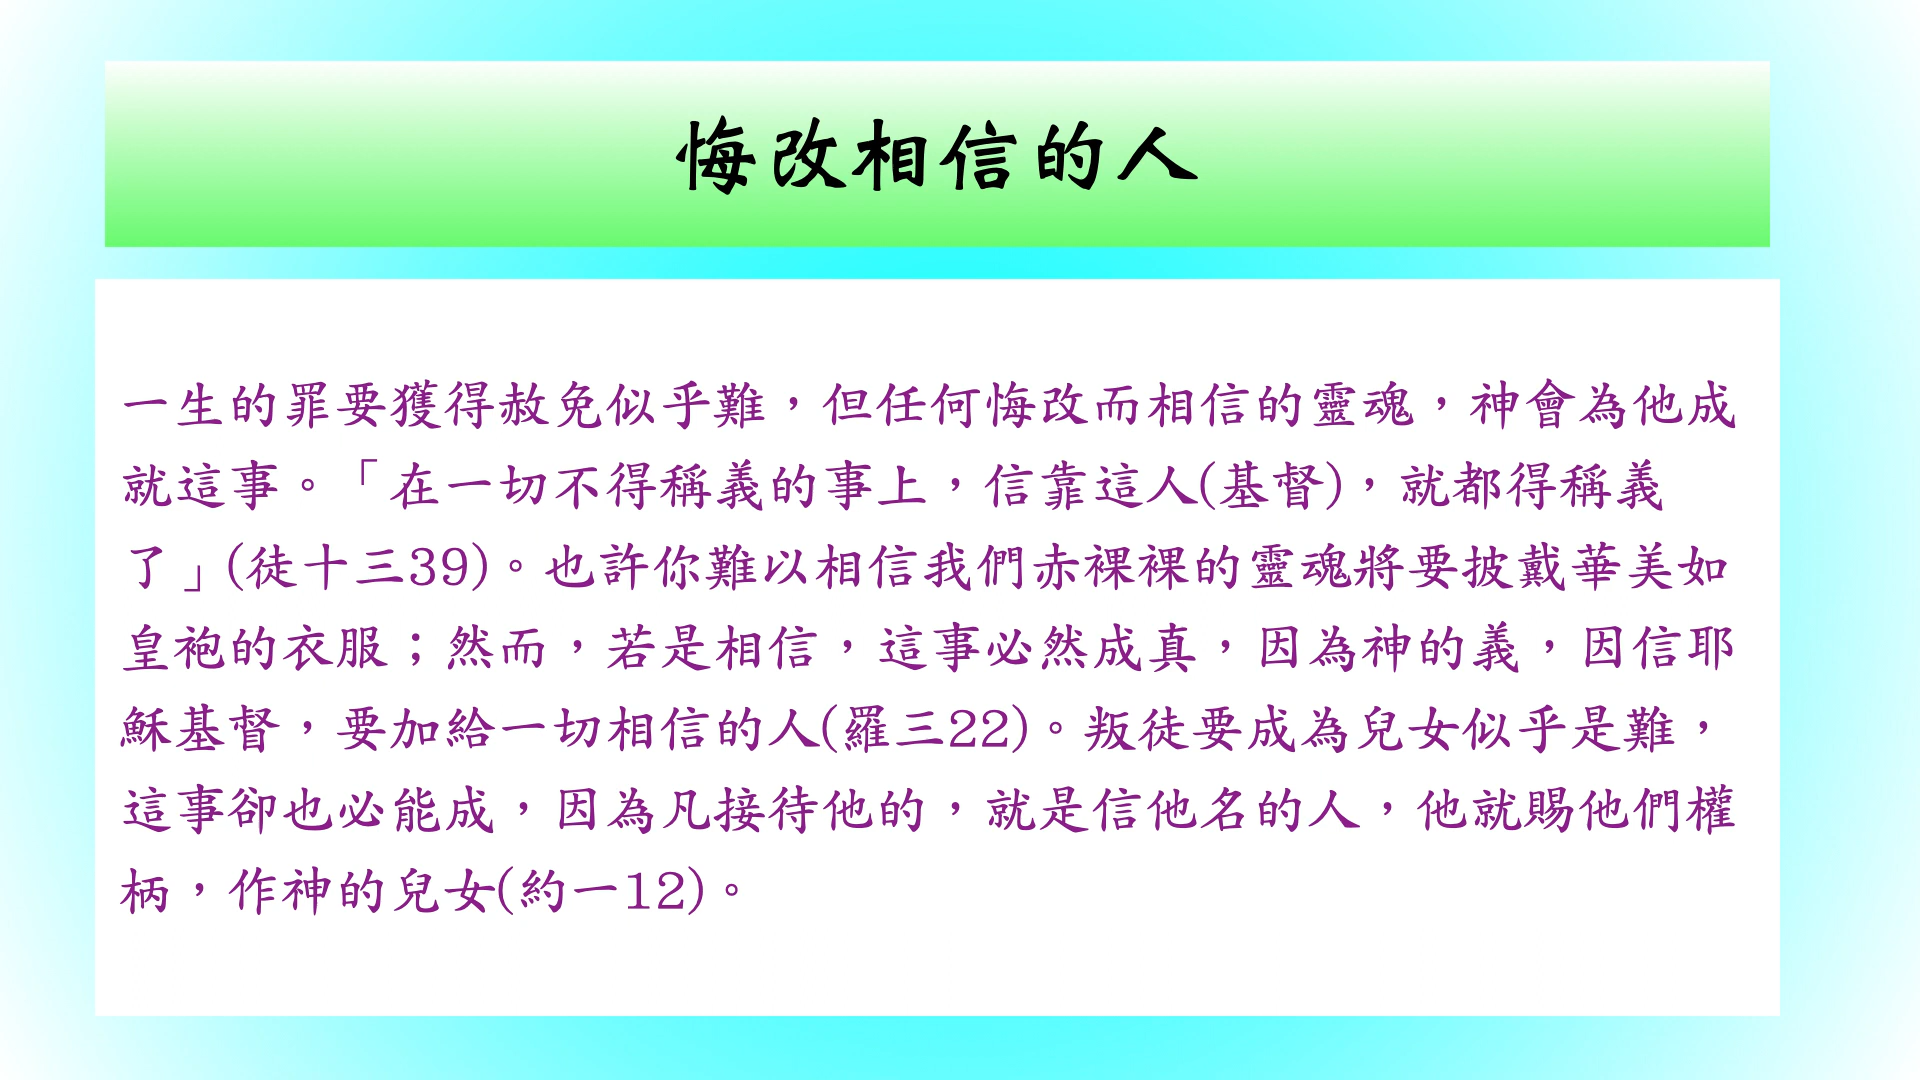 悔改相信的人
一生的罪要獲得赦免似乎難，但任何悔改而相信的靈魂，神會為他成
就這事。「在一切不得稱義的事上，信靠這人(基督)，就都得稱義
了」(徒十三39)。也許你難以相信我們赤裸裸的靈魂將要披戴華美如
皇袍的衣服；然而，若是相信，這事必然成真，因為神的義，因信耶
穌基督，要加給一切相信的人(羅三22)。叛徒要成為兒女似乎是難，
這事卻也必能成，因為凡接待他的，就是信他名的人，他就賜他們權
柄，作神的兒女(約一12)。